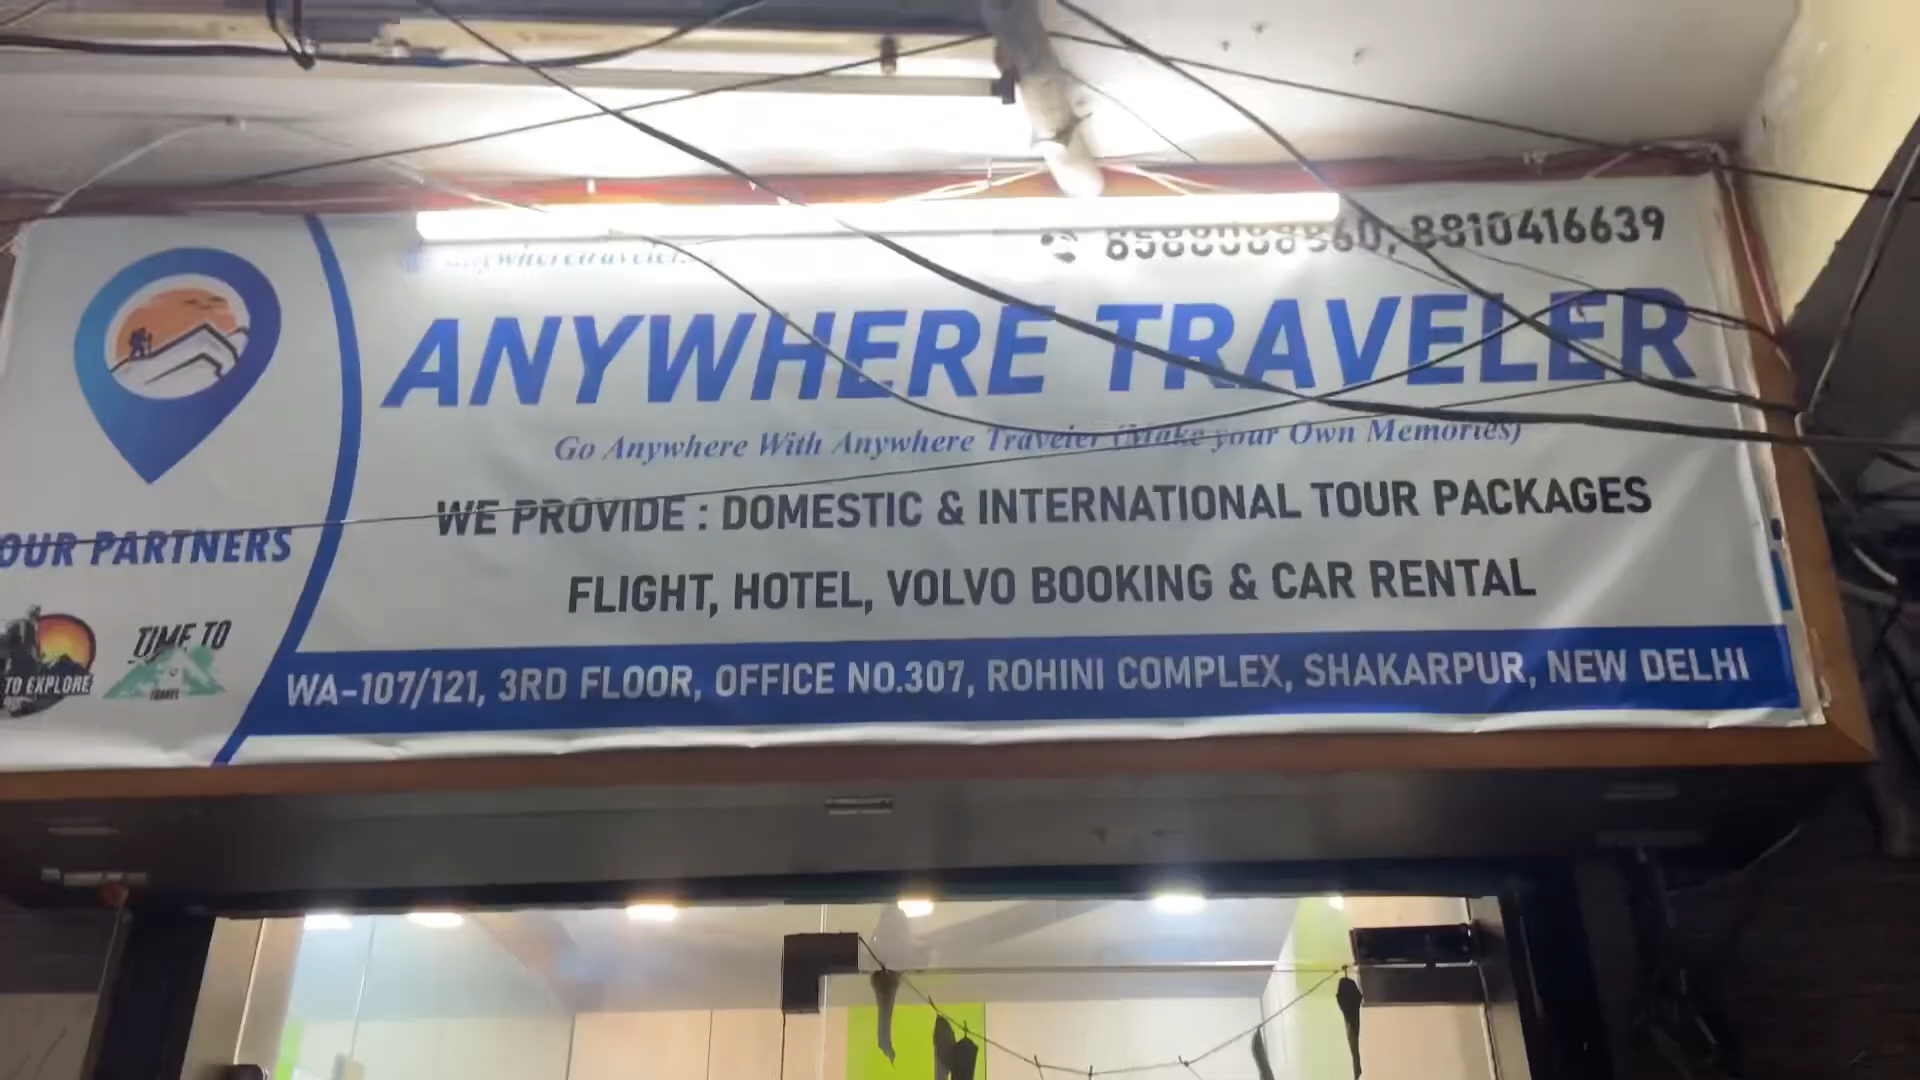 8810416639
ANYWHERE TRAVELER
Go Anywhere With Anywhere Traveler (Make your Own Memories)
WE PROVIDE : DOMESTIC & INTERNATIONAL TOUR PACKAGES
FLIGHT, HOTEL, VOLVO BOOKING & CAR RENTAL
WA-107/121, 3RD FLOOR, OFFICE NO.307, ROHINI COMPLEX, SHAKARPUR, NEW DELHI
OUR PARTNERS
TO EXPLORE
TIME TO
TRAVEL